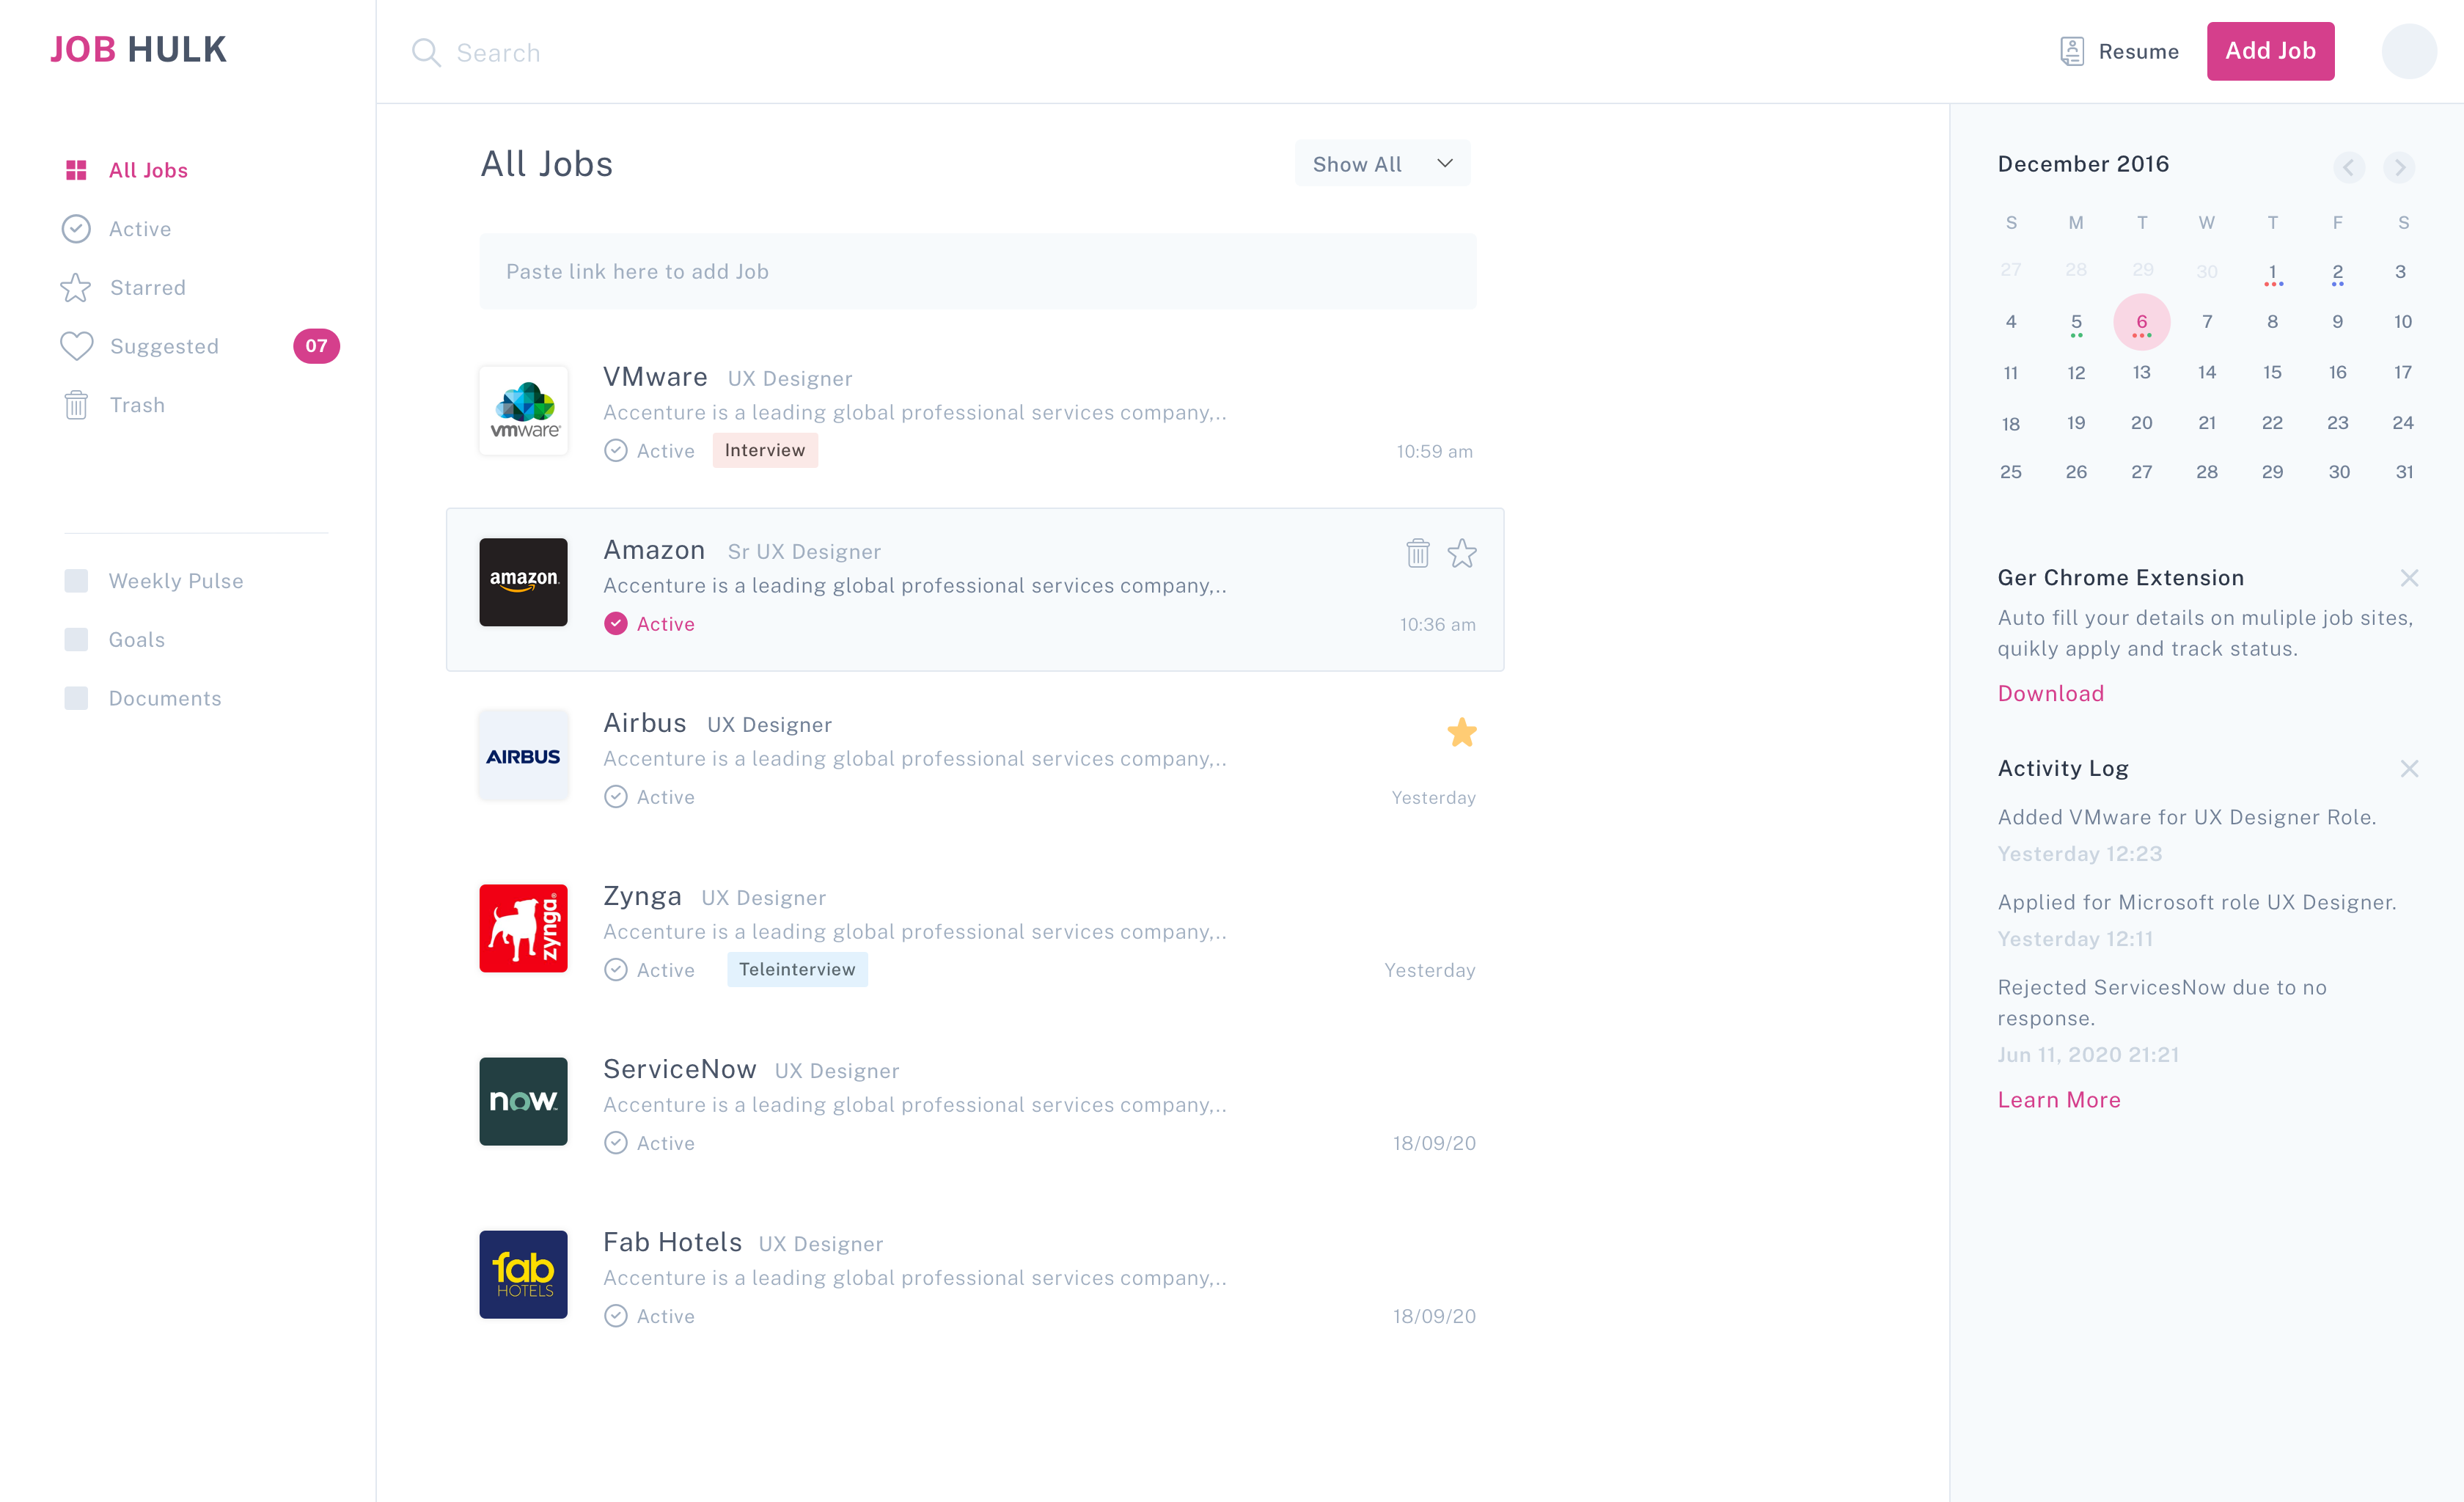 JOB HULK
Search
Resume
Add Job
All Jobs
Active
Starred
Suggested 07
Trash
Weekly Pulse
Goals
Documents
All Jobs
Show All
Paste link here to add Job
vmware®
VMware UX Designer
Accenture is a leading global professional services company,..
Active Interview 10:59 am
amazon
Amazon Sr UX Designer
Accenture is a leading global professional services company,..
Active 10:36 am
AIRBUS
Airbus UX Designer
Accenture is a leading global professional services company,..
Active Yesterday
zynga®
Zynga UX Designer
Accenture is a leading global professional services company,..
Active Teleinterview Yesterday
now
ServiceNow UX Designer
Accenture is a leading global professional services company,..
Active 18/09/20
fab
HOTELS
Fab Hotels UX Designer
Accenture is a leading global professional services company,..
Active 18/09/20
December 2016
S M T W T F S
27 28 29 30 1 2 3
4 5 6 7 8 9 10
11 12 13 14 15 16 17
18 19 20 21 22 23 24
25 26 27 28 29 30 31
Ger Chrome Extension
Auto fill your details on muliple job sites,
quikly apply and track status.
Download
Activity Log
Added VMware for UX Designer Role.
Yesterday 12:23
Applied for Microsoft role UX Designer.
Yesterday 12:11
Rejected ServicesNow due to no
response.
Jun 11, 2020 21:21
Learn More